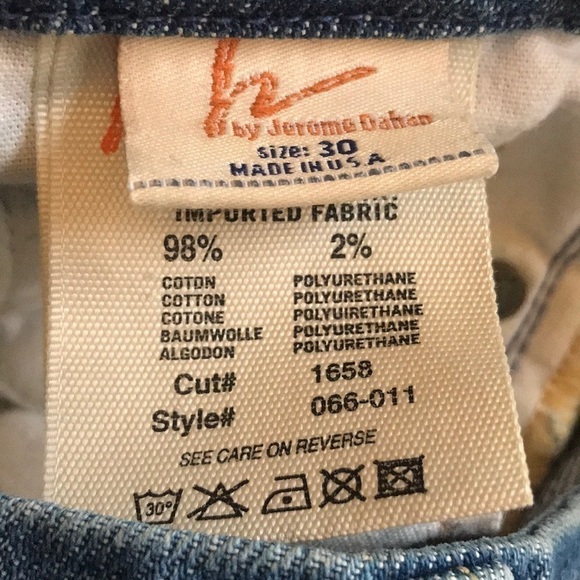 by Jerome Dahan
size: 30
MADE IN U.S.A
IMPORTED FABRIC
98% 2%
COTON POLYURETHANE
COTTON POLYURETHANE
COTONE POLYUIRETHANE
BAUMWOLLE POLYURETHANE
ALGODON POLYURETHANE
Cut# 1658
Style# 066-011
SEE CARE ON REVERSE
30°